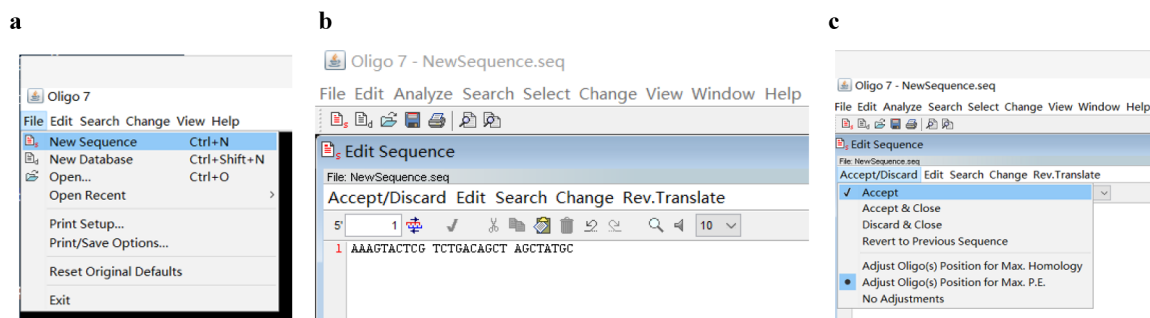 a
Oligo 7
File Edit Search Change View Help
New Sequence Ctrl+N
New Database Ctrl+Shift+N
Open... Ctrl+O
Open Recent >
Print Setup...
Print/Save Options...
Reset Original Defaults
Exit
b
Oligo 7 - NewSequence.seq
File Edit Analyze Search Select Change View Window Help
Edit Sequence
File: NewSequence.seq
Accept/Discard Edit Search Change Rev.Translate
5' 1 10
1 AAAGTACTCG TCTGACAGCT AGCTATGC
c
Oligo 7 - NewSequence.seq
File Edit Analyze Search Select Change View Window Help
Edit Sequence
File: NewSequence.seq
Accept/Discard Edit Search Change Rev.Translate
Accept
Accept & Close
Discard & Close
Revert to Previous Sequence
Adjust Oligo(s) Position for Max. Homology
Adjust Oligo(s) Position for Max. P.E.
No Adjustments